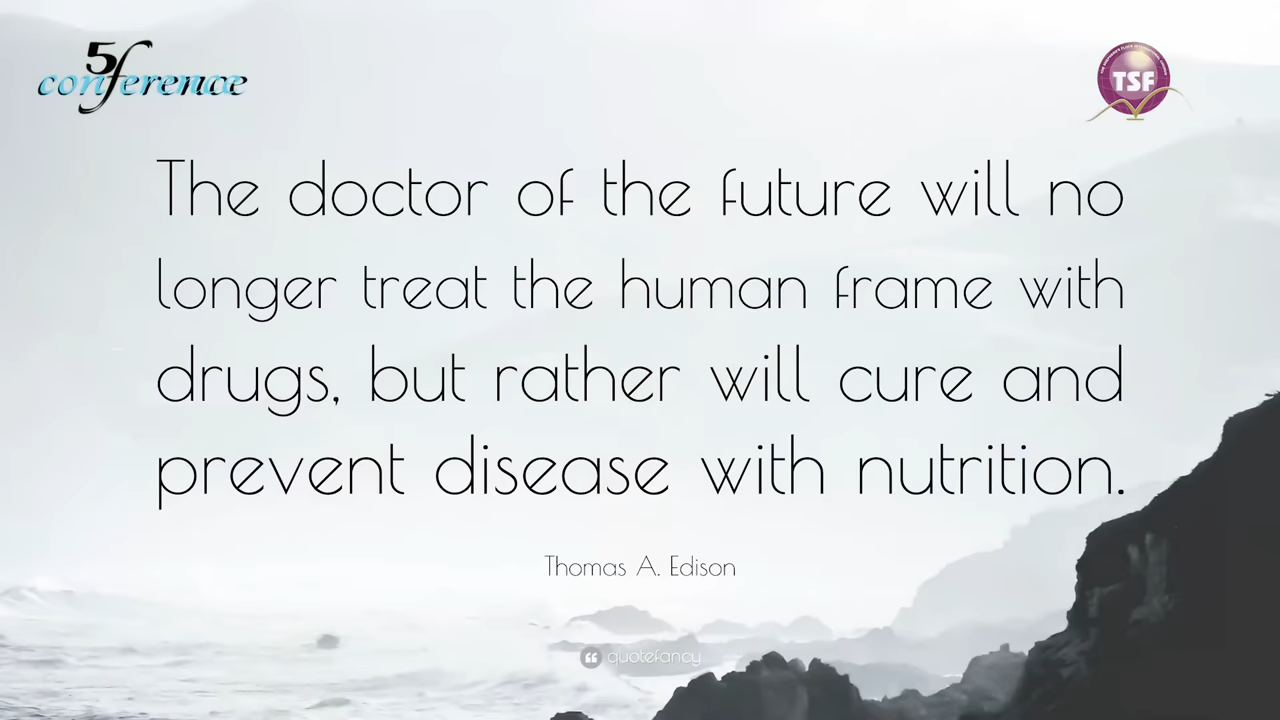 5f
conference
TSF
The doctor of the future will no
longer treat the human frame with
drugs, but rather will cure and
prevent disease with nutrition.
Thomas A. Edison
quotefancy